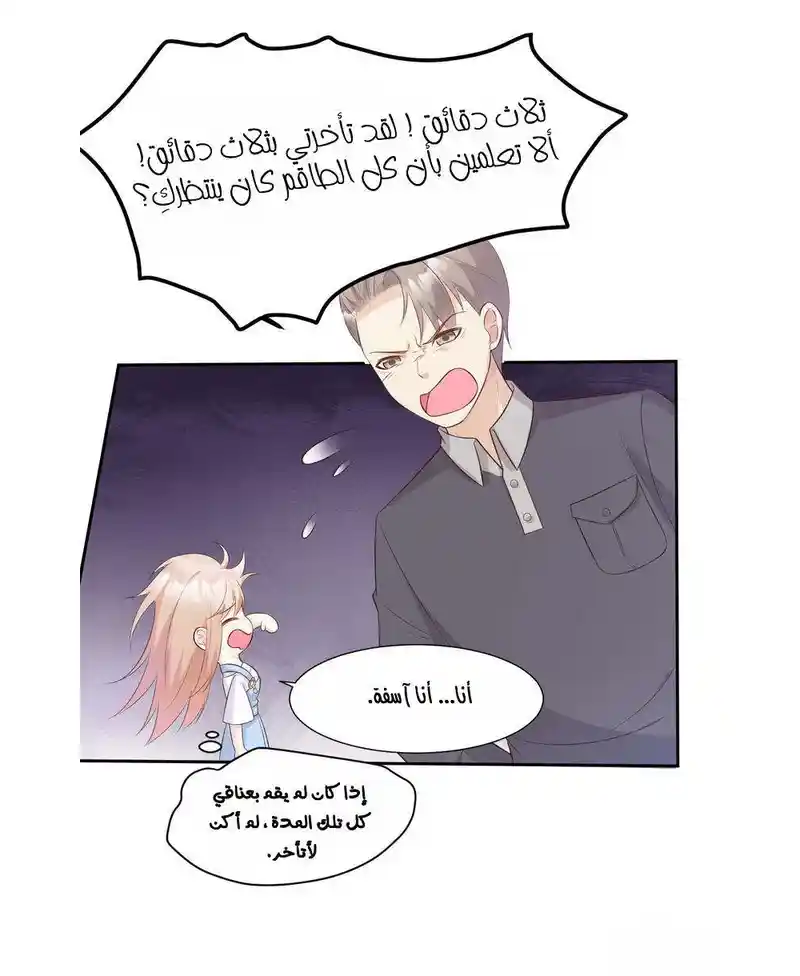 ثلاث دقائق ! لقد تأخرتي بثلاث دقائق!
ألا تعلمين بأن كل الطاقم كان ينتظركِ؟
أنا... أنا آسفة.
إذا كان لم يقم بعناقي
كل تلك المدة ، لم أكن
لأتأخر.